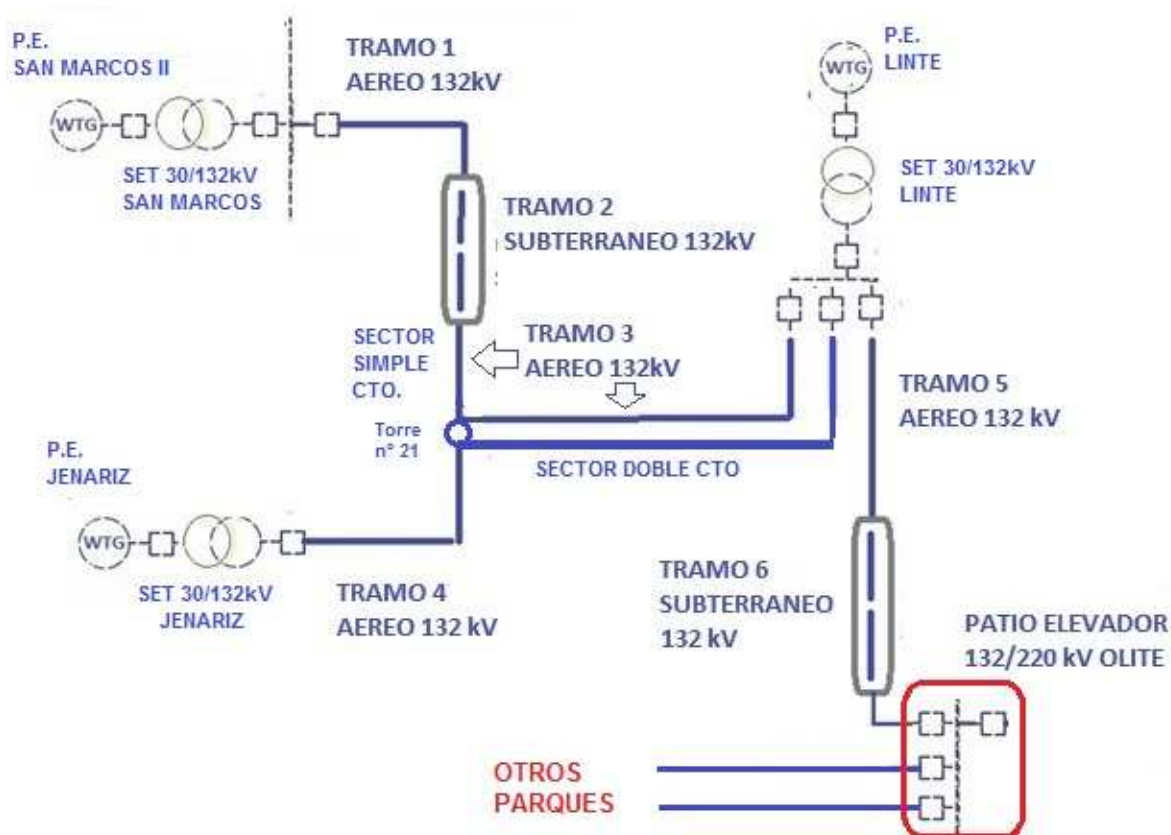 P.E.
SAN MARCOS II
WTG
SET 30/132kV
SAN MARCOS
TRAMO 1
AEREO 132kV
P.E.
LINTE
WTG
SET 30/132kV
LINTE
TRAMO 2
SUBTERRANEO 132kV
SECTOR
SIMPLE
CTO.
TRAMO 3
AEREO 132kV
TRAMO 5
AEREO 132 kV
Torre
n° 21
SECTOR DOBLE CTO
P.E.
JENARIZ
WTG
SET 30/132kV
JENARIZ
TRAMO 4
AEREO 132 kV
TRAMO 6
SUBTERRANEO
132 kV
PATIO ELEVADOR
132/220 kV OLITE
OTROS
PARQUES